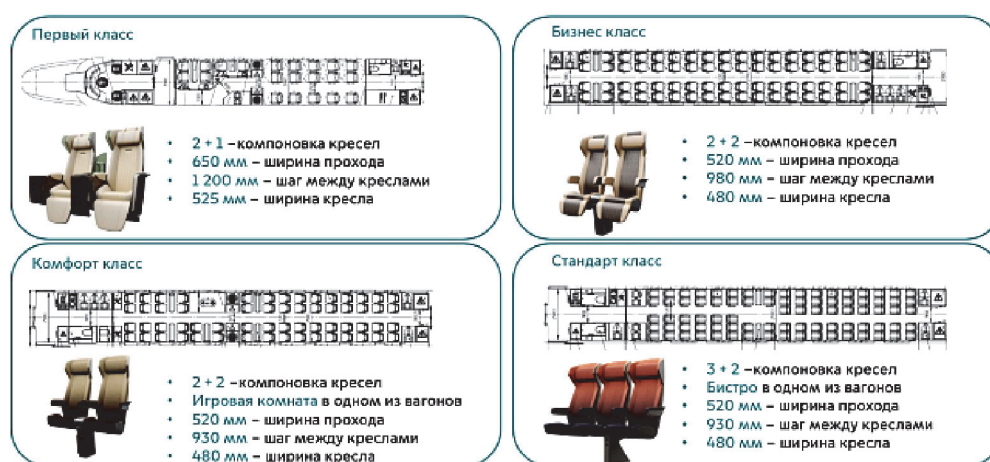 Первый класс
2 + 1 –компоновка кресел
650 мм – ширина прохода
1 200 мм – шаг между креслами
525 мм – ширина кресла
Бизнес класс
2 + 2 – компоновка кресел
520 мм – ширина прохода
980 мм – шаг между креслами
480 мм – ширина кресла
Комфорт класс
2 + 2 –компоновка кресел
Игровая комната в одном из вагонов
520 мм – ширина прохода
930 мм – шаг между креслами
480 мм – ширина кресла
Стандарт класс
3 + 2 – компоновка кресел
Бистро в одном из вагонов
520 мм – ширина прохода
930 мм – шаг между креслами
480 мм – ширина кресла